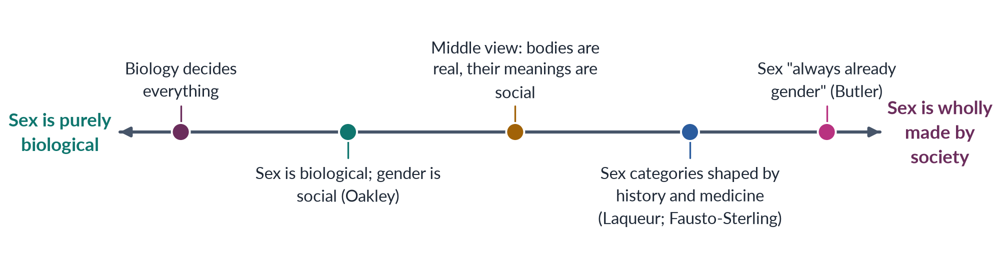 Sex is purely
biological
Biology decides
everything
Sex is biological; gender is
social (Oakley)
Middle view: bodies are
real, their meanings are
social
Sex categories shaped by
history and medicine
(Laqueur; Fausto-Sterling)
Sex "always already
gender" (Butler)
Sex is wholly
made by
society